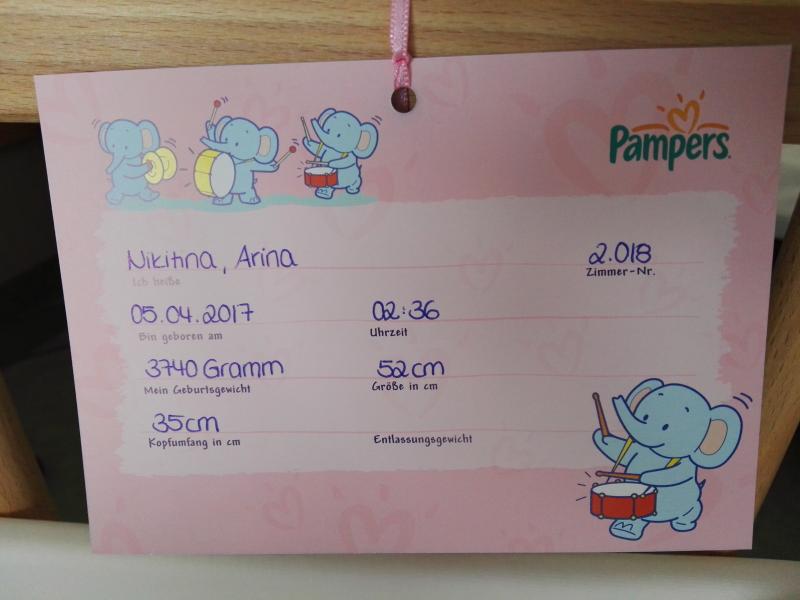 Pampers
Nikitina, Arina 2.018
Ich heiße Zimmer-Nr.
05.04.2017 02:36
Bin geboren am Uhrzeit
3740 Gramm 52cm
Mein Geburtsgewicht Größe in cm
35cm
Kopfumfang in cm Entlassungsgewicht